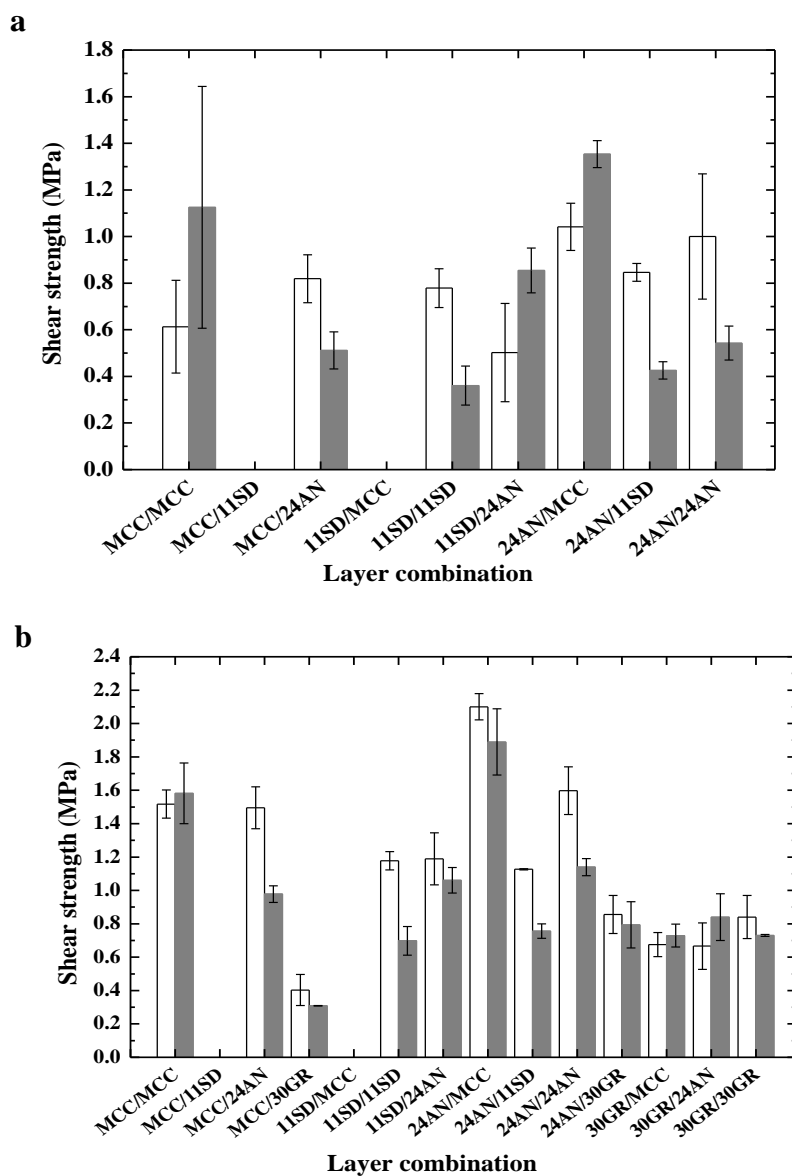 a
1.8
1.6
1.4
1.2
1.0
0.8
0.6
0.4
0.2
0.0
Shear strength (MPa)
MCC/MCC
MCC/11SD
MCC/24AN
11SD/MCC
11SD/11SD
11SD/24AN
24AN/MCC
24AN/11SD
24AN/24AN
Layer combination
b
2.4
2.2
2.0
1.8
1.6
1.4
1.2
1.0
0.8
0.6
0.4
0.2
0.0
Shear strength (MPa)
MCC/MCC
MCC/11SD
MCC/24AN
MCC/30GR
11SD/MCC
11SD/11SD
11SD/24AN
24AN/MCC
24AN/11SD
24AN/24AN
24AN/30GR
30GR/MCC
30GR/24AN
30GR/30GR
Layer combination